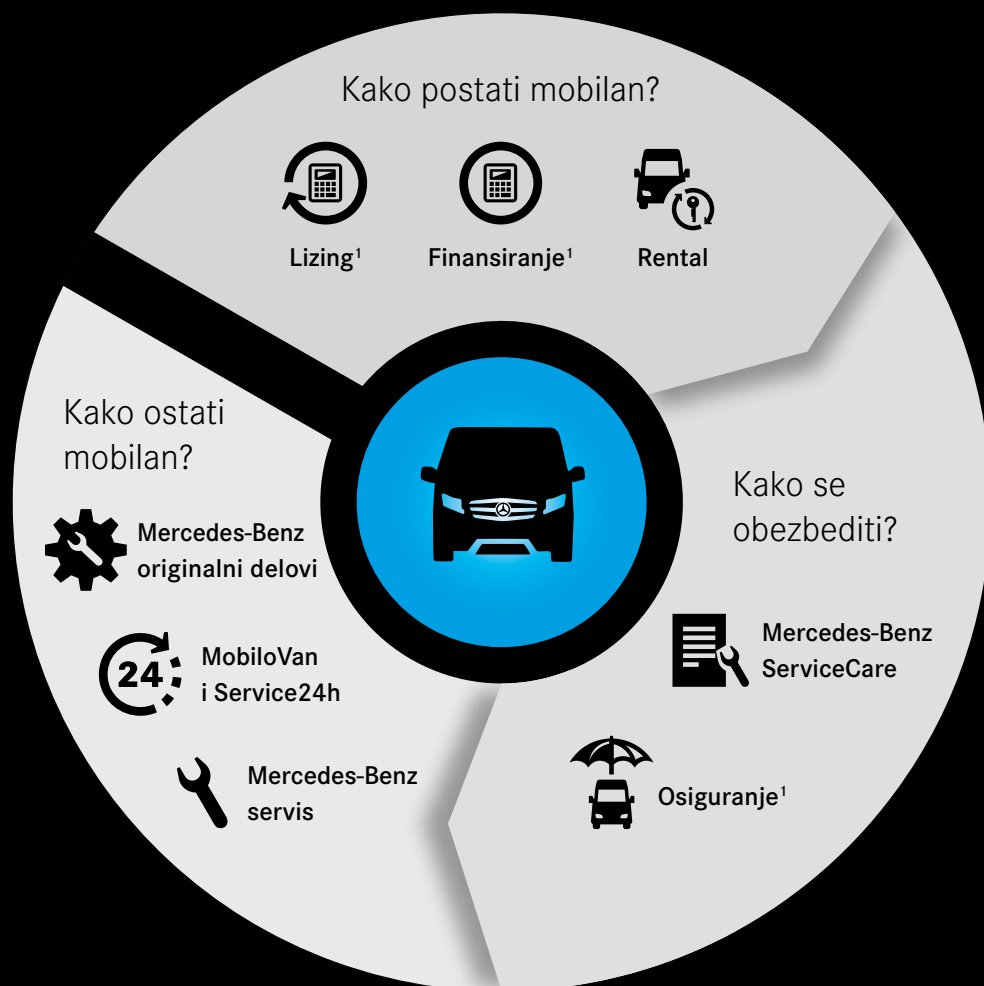 Kako postati mobilan?
Lizing¹
Finansiranje¹
Rental
Kako se
obezbediti?
Mercedes-Benz
ServiceCare
Osiguranje¹
Kako ostati
mobilan?
Mercedes-Benz
originalni delovi
24
MobiloVan
i Service24h
Mercedes-Benz
servis